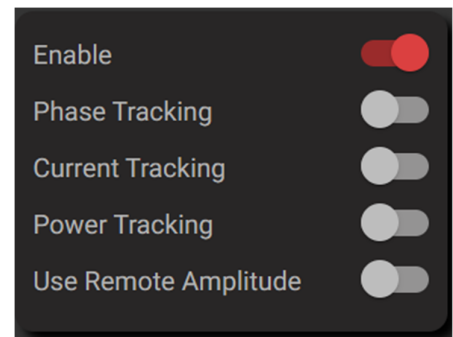 Enable
Phase Tracking
Current Tracking
Power Tracking
Use Remote Amplitude